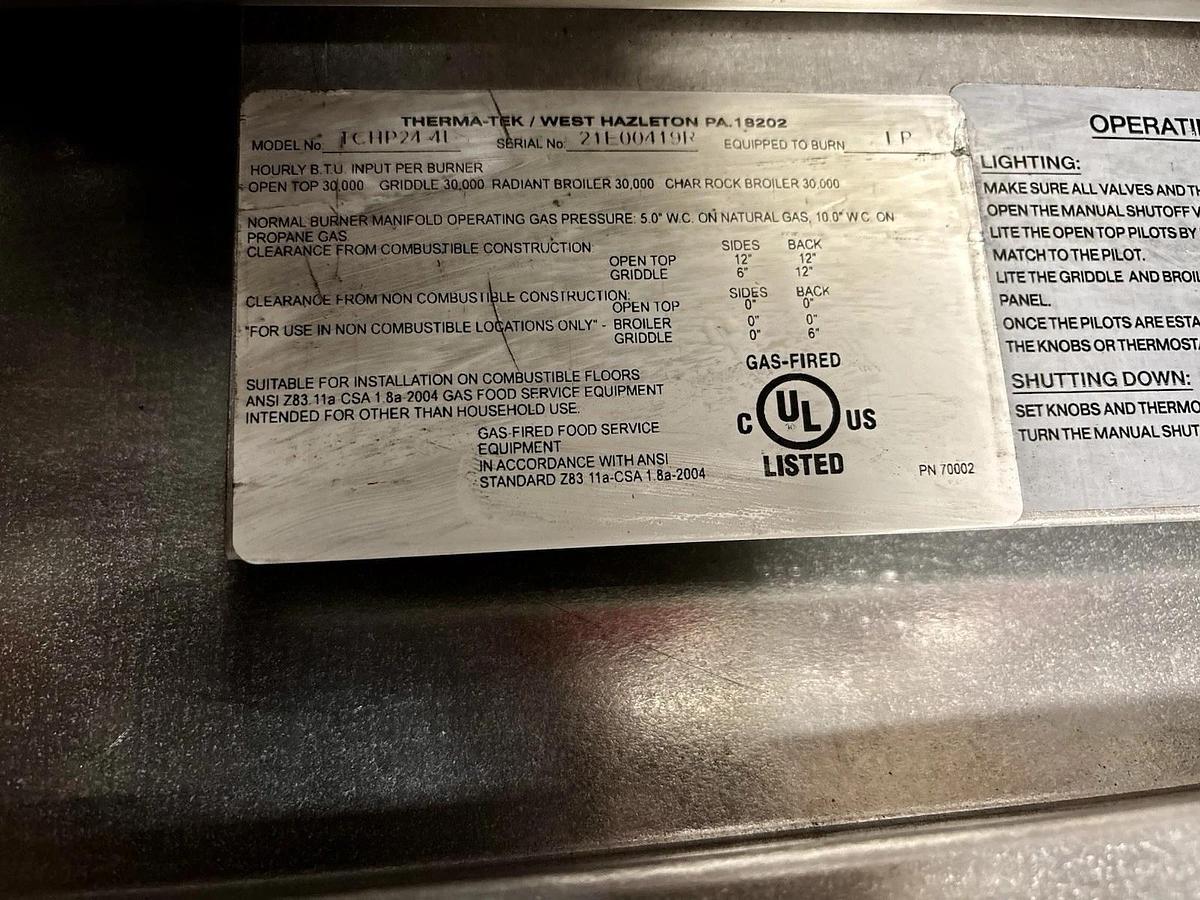 THERMA-TEK / WEST HAZLETON PA.18202
MODEL No. TCHP24-4L SERIAL No. 21E00419R EQUIPPED TO BURN LP
HOURLY B.T.U. INPUT PER BURNER
OPEN TOP 30,000 GRIDDLE 30,000 RADIANT BROILER 30,000 CHAR ROCK BROILER 30,000
NORMAL BURNER MANIFOLD OPERATING GAS PRESSURE: 5.0" W.C. ON NATURAL GAS, 10.0" W.C. ON
PROPANE GAS
CLEARANCE FROM COMBUSTIBLE CONSTRUCTION SIDES BACK
OPEN TOP 12" 12"
GRIDDLE 6" 12"
CLEARANCE FROM NON COMBUSTIBLE CONSTRUCTION: SIDES BACK
OPEN TOP 0" 0"
"FOR USE IN NON COMBUSTIBLE LOCATIONS ONLY" - BROILER 0" 0"
GRIDDLE 0" 6"
GAS-FIRED
C UL US
LISTED
SUITABLE FOR INSTALLATION ON COMBUSTIBLE FLOORS
ANSI Z83.11a-CSA 1.8a-2004 GAS FOOD SERVICE EQUIPMENT
INTENDED FOR OTHER THAN HOUSEHOLD USE.
GAS-FIRED FOOD SERVICE
EQUIPMENT
IN ACCORDANCE WITH ANSI
STANDARD Z83.11a-CSA 1.8a-2004
PN 70002
OPERATI
LIGHTING:
MAKE SURE ALL VALVES AND TH
OPEN THE MANUAL SHUTOFF V
LITE THE OPEN TOP PILOTS BY
MATCH TO THE PILOT.
LITE THE GRIDDLE AND BROIL
PANEL.
ONCE THE PILOTS ARE ESTA
THE KNOBS OR THERMOSTA
SHUTTING DOWN:
SET KNOBS AND THERMO
TURN THE MANUAL SHUT